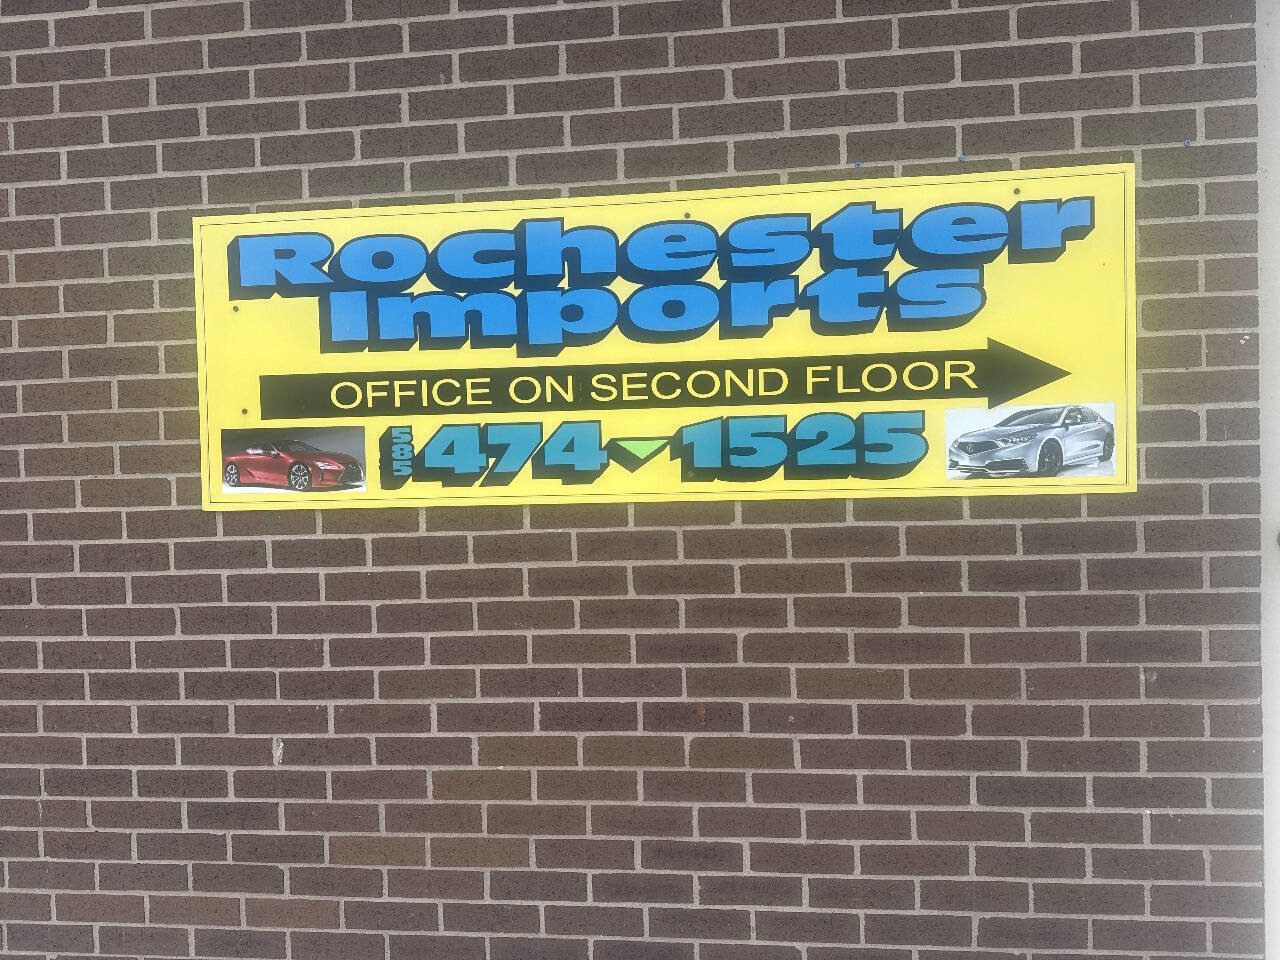 Rochester
Imports
OFFICE ON SECOND FLOOR
585 474 1525